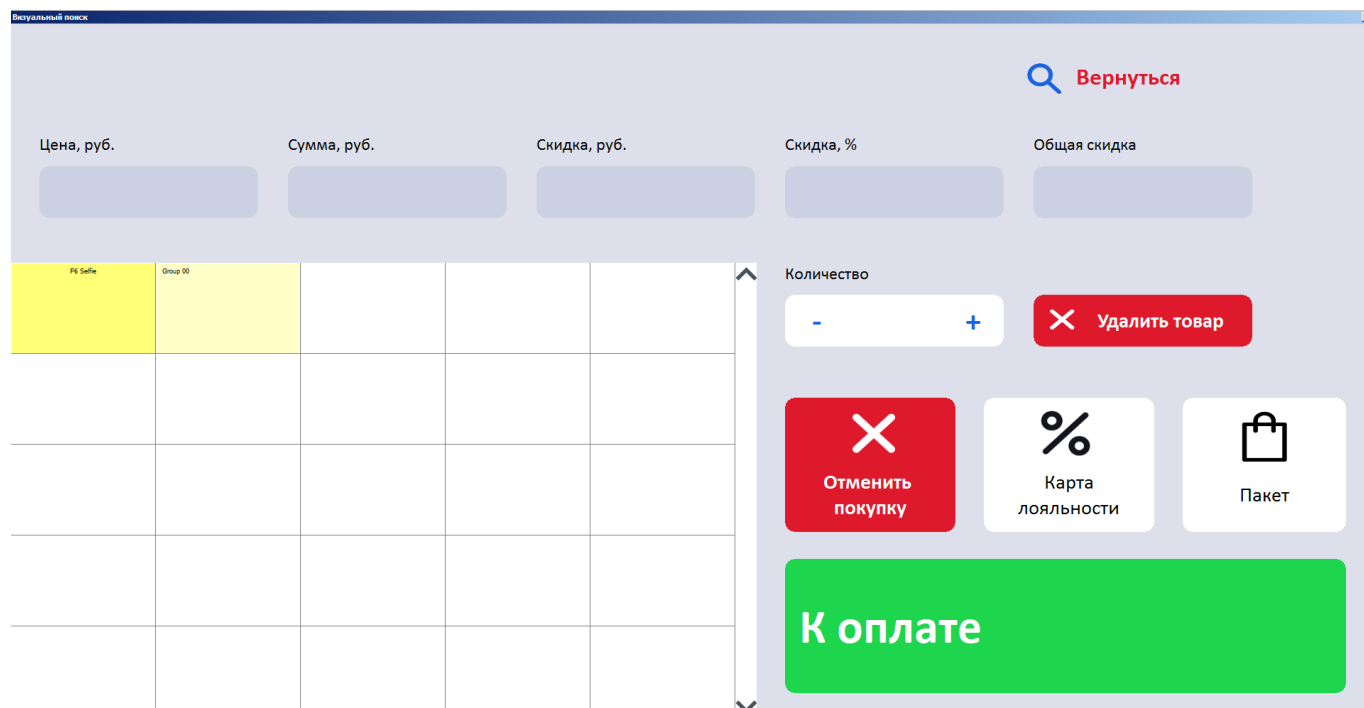 Визуальный поиск
Вернуться
Цена, руб.
Сумма, руб.
Скидка, руб.
Скидка, %
Общая скидка
F6 Selfie
Group 00
Количество
- +
Удалить товар
Отменить
покупку
Карта
лояльности
Пакет
К оплате